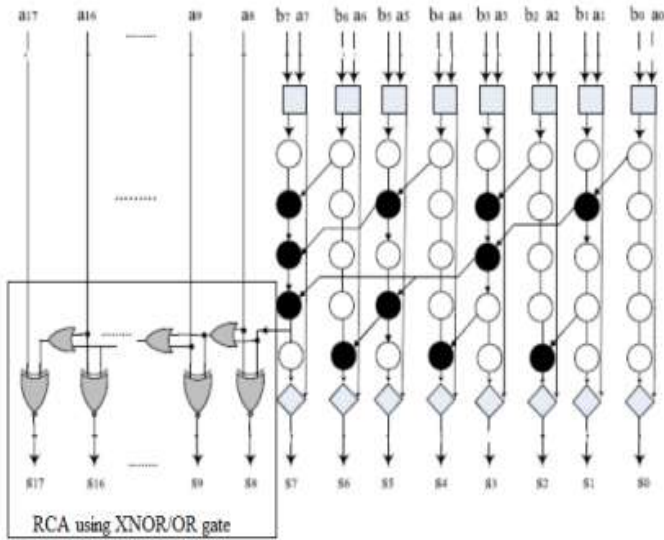 a17 a16 a9 a8 b7 a7 b6 a6 b5 a5 b4 a4 b3 a3 b2 a2 b1 a1 b0 a0
s17 s16 s9 s8 s7 s6 s5 s4 s3 s2 s1 s0
RCA using XNOR/OR gate